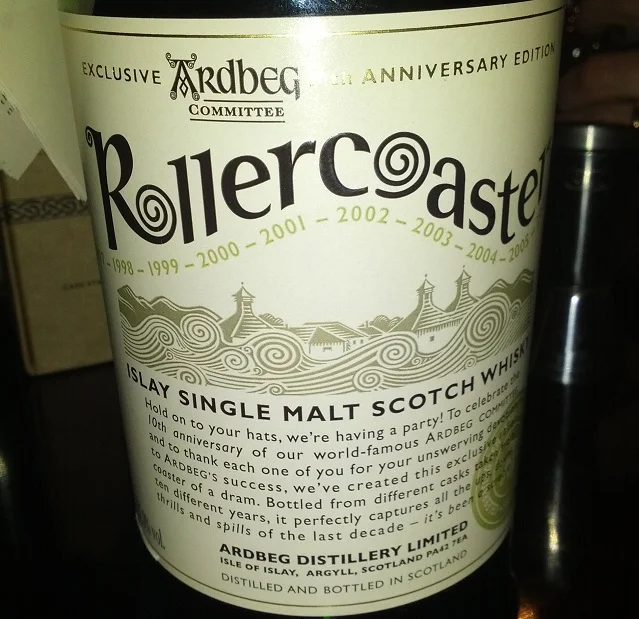 EXCLUSIVE Ardbeg ANNIVERSARY EDITION
COMMITTEE
Rollercoaster
1998 – 1999 – 2000 – 2001 – 2002 – 2003 – 2004 – 2005
ISLAY SINGLE MALT SCOTCH WHISKY
Hold on to your hats, we're having a party! To celebrate the
10th anniversary of our world-famous ARDBEG COMMITTEE
and to thank each one of you for your unswerving
to ARDBEG'S success, we've created this exclusive
coaster of a dram. Bottled from different casks taken
ten different years, it perfectly captures all the ups,
thrills and spills of the last decade – it's been
ARDBEG DISTILLERY LIMITED
ISLE OF ISLAY, ARGYLL, SCOTLAND PA42 7EA
DISTILLED AND BOTTLED IN SCOTLAND